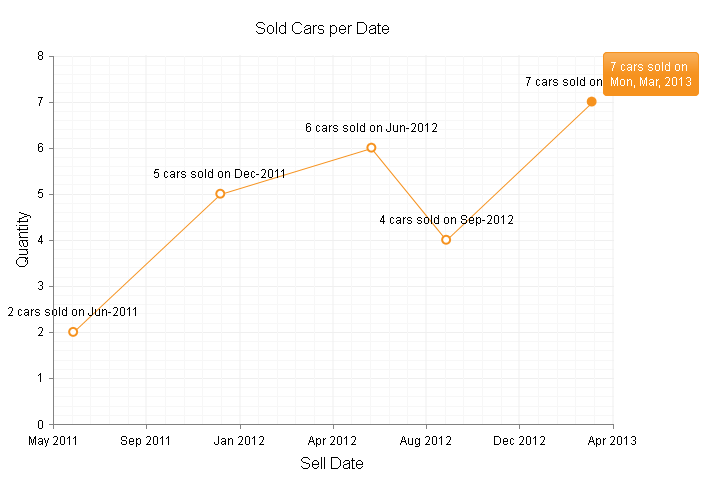 Sold Cars per Date
8
7 cars sold on
7 cars sold on
Mon, Mar, 2013
7
6 cars sold on Jun-2012
6
5 cars sold on Dec-2011
5
4 cars sold on Sep-2012
4
3
2 cars sold on Jun-2011
2
1
0
Quantity
May 2011
Sep 2011
Jan 2012
Apr 2012
Aug 2012
Dec 2012
Apr 2013
Sell Date